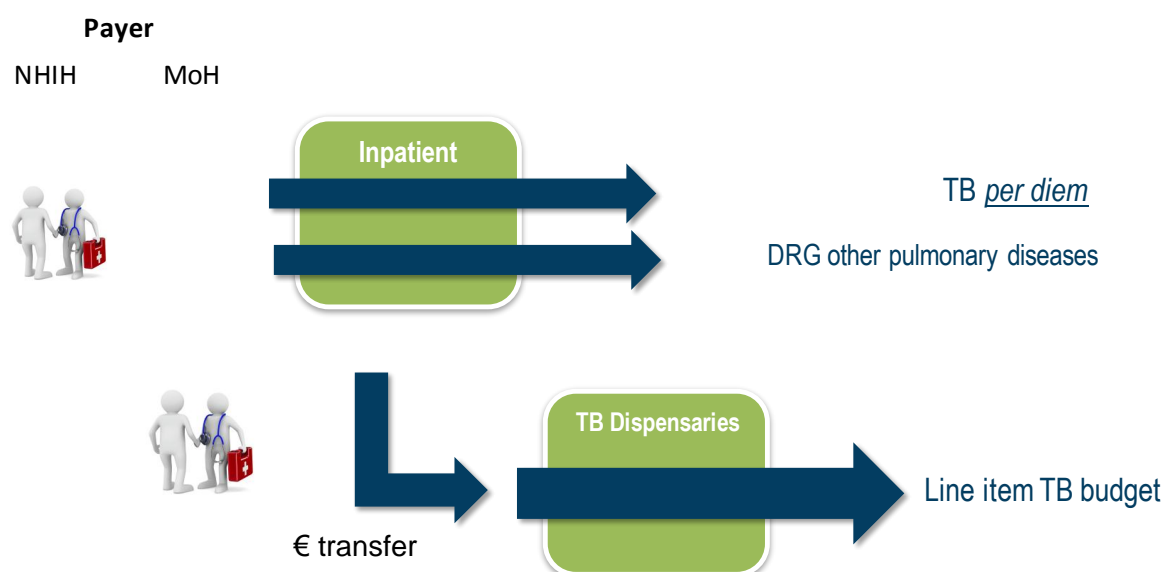 Payer
NHIH MoH
Inpatient
TB per diem
DRG other pulmonary diseases
TB Dispensaries
Line item TB budget
€ transfer